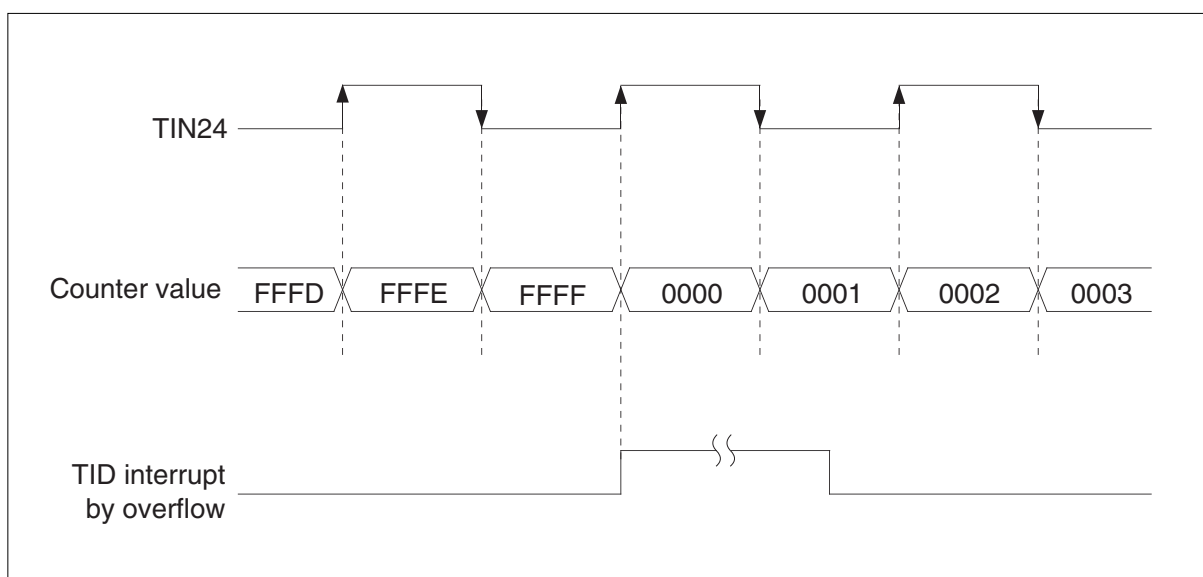 TIN24
Counter value
FFFD FFFE FFFF 0000 0001 0002 0003
TID interrupt
by overflow